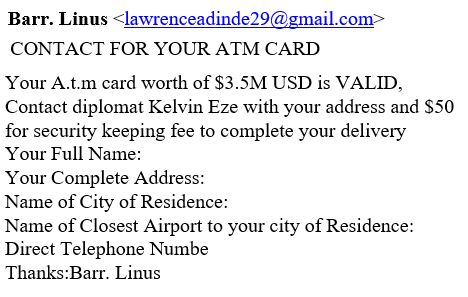 Barr. Linus <lawrenceadinde29@gmail.com>
CONTACT FOR YOUR ATM CARD
Your A.t.m card worth of $3.5M USD is VALID,
Contact diplomat Kelvin Eze with your address and $50
for security keeping fee to complete your delivery
Your Full Name:
Your Complete Address:
Name of City of Residence:
Name of Closest Airport to your city of Residence:
Direct Telephone Numbe
Thanks:Barr. Linus